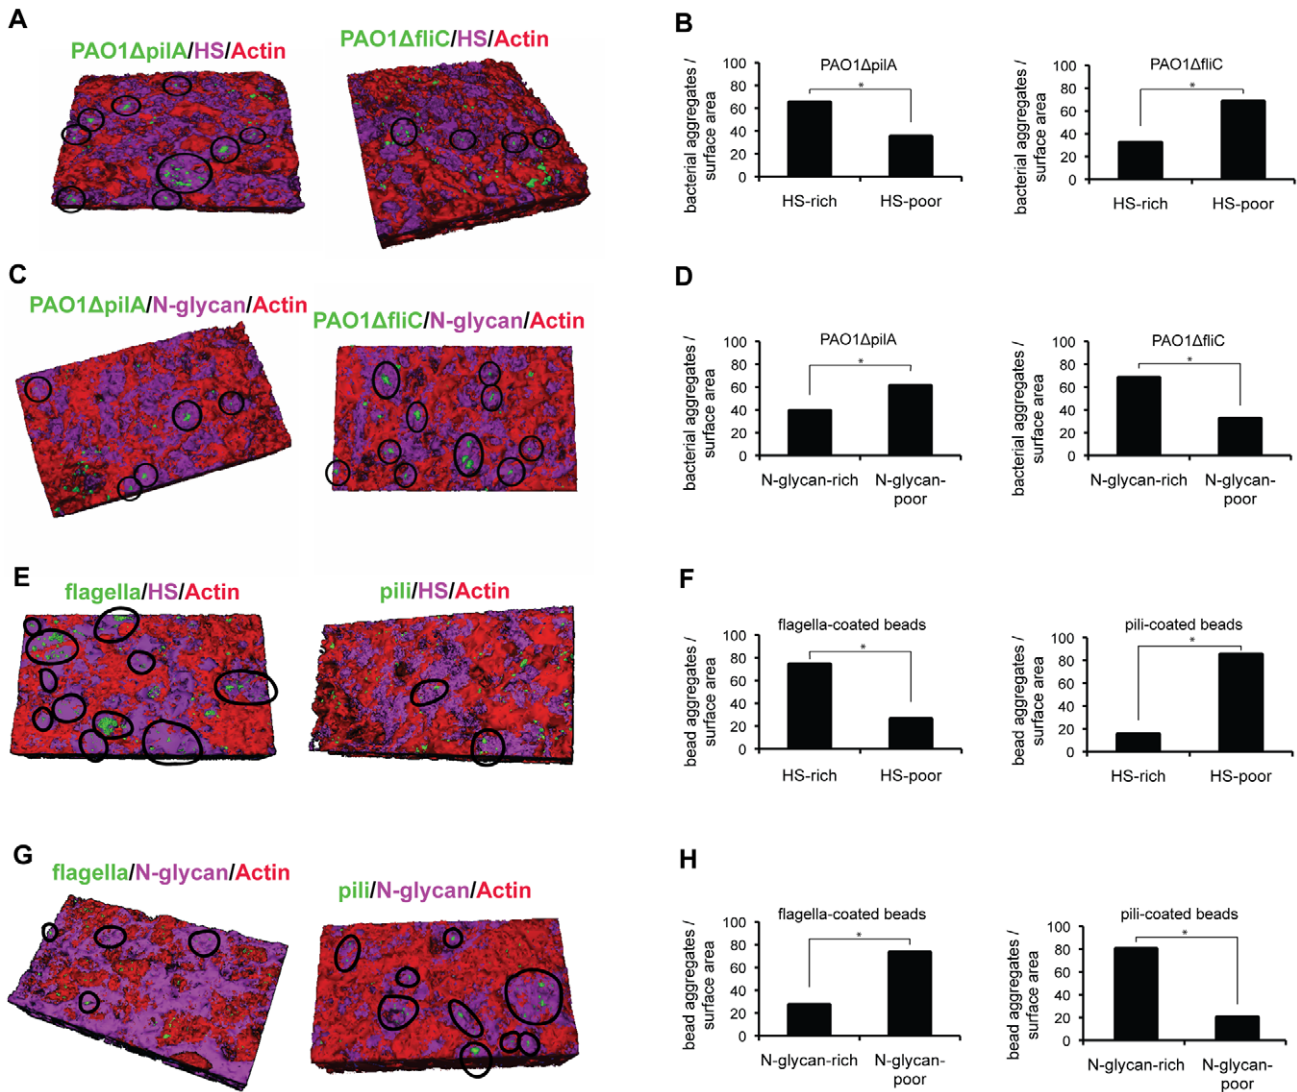 A
PAO1ΔpilA/HS/Actin
PAO1ΔfliC/HS/Actin
B
PAO1ΔpilA
bacterial aggregates /
surface area
100
80
60
40
20
0
*
HS-rich
HS-poor
PAO1ΔfliC
bacterial aggregates /
surface area
100
80
60
40
20
0
*
HS-rich
HS-poor
C
PAO1ΔpilA/N-glycan/Actin
PAO1ΔfliC/N-glycan/Actin
D
PAO1ΔpilA
bacterial aggregates /
surface area
100
80
60
40
20
0
*
N-glycan-rich
N-glycan-
poor
PAO1ΔfliC
bacterial aggregates /
surface area
100
80
60
40
20
0
*
N-glycan-rich
N-glycan-
poor
E
flagella/HS/Actin
pili/HS/Actin
F
flagella-coated beads
bead aggregates /
surface area
100
80
60
40
20
0
*
HS-rich
HS-poor
pili-coated beads
bead aggregates /
surface area
100
80
60
40
20
0
*
HS-rich
HS-poor
G
flagella/N-glycan/Actin
pili/N-glycan/Actin
H
flagella-coated beads
bead aggregates /
surface area
100
80
60
40
20
0
*
N-glycan-rich
N-glycan-
poor
pili-coated beads
bead aggregates /
surface area
100
80
60
40
20
0
*
N-glycan-rich
N-glycan-
poor